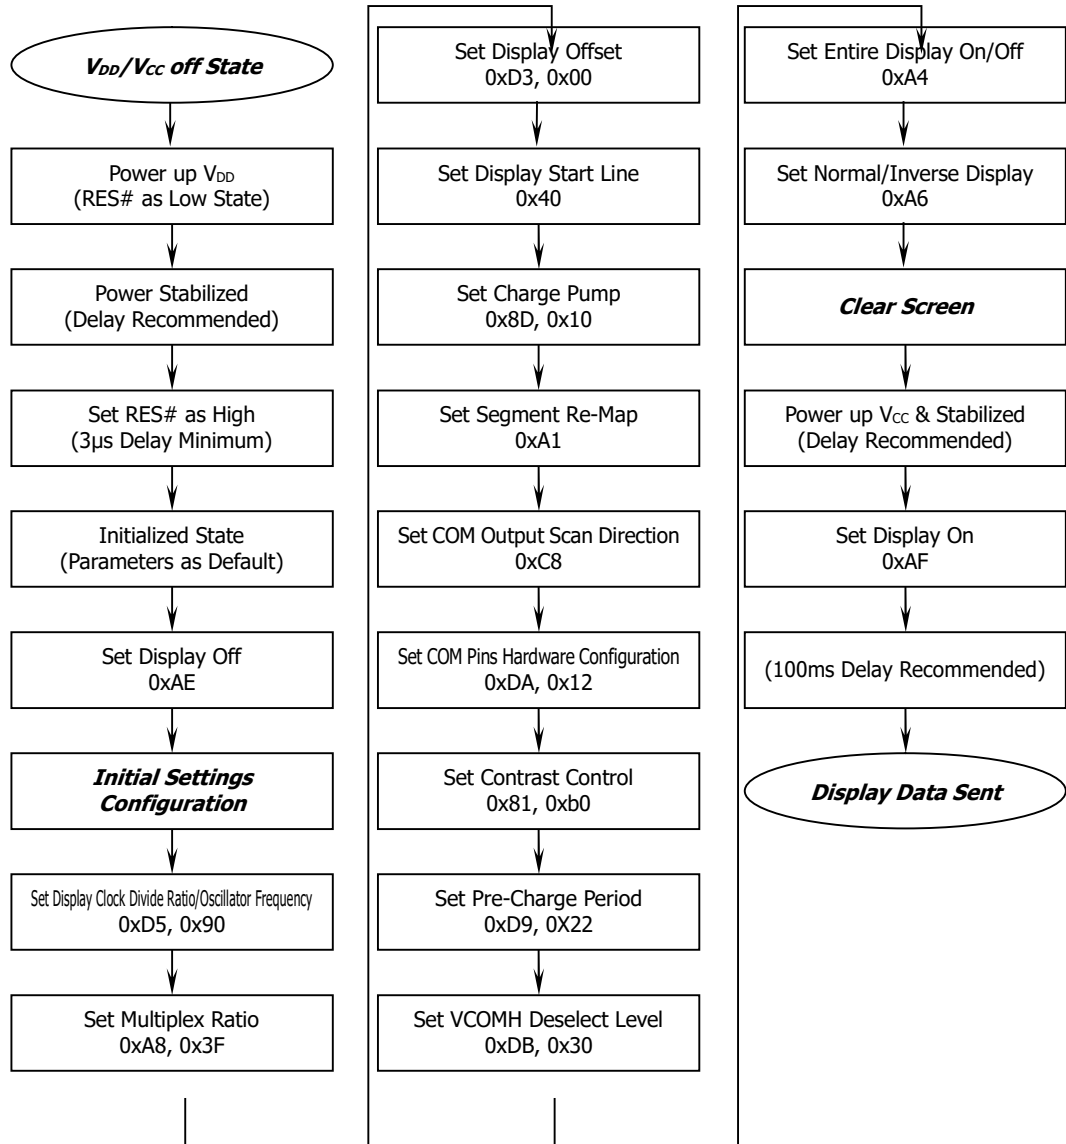 VDD/VCC off State
Power up VDD
(RES# as Low State)
Power Stabilized
(Delay Recommended)
Set RES# as High
(3μs Delay Minimum)
Initialized State
(Parameters as Default)
Set Display Off
0xAE
Initial Settings
Configuration
Set Display Clock Divide Ratio/Oscillator Frequency
0xD5, 0x90
Set Multiplex Ratio
0xA8, 0x3F
Set Display Offset
0xD3, 0x00
Set Display Start Line
0x40
Set Charge Pump
0x8D, 0x10
Set Segment Re-Map
0xA1
Set COM Output Scan Direction
0xC8
Set COM Pins Hardware Configuration
0xDA, 0x12
Set Contrast Control
0x81, 0xb0
Set Pre-Charge Period
0xD9, 0X22
Set VCOMH Deselect Level
0xDB, 0x30
Set Entire Display On/Off
0xA4
Set Normal/Inverse Display
0xA6
Clear Screen
Power up VCC & Stabilized
(Delay Recommended)
Set Display On
0xAF
(100ms Delay Recommended)
Display Data Sent